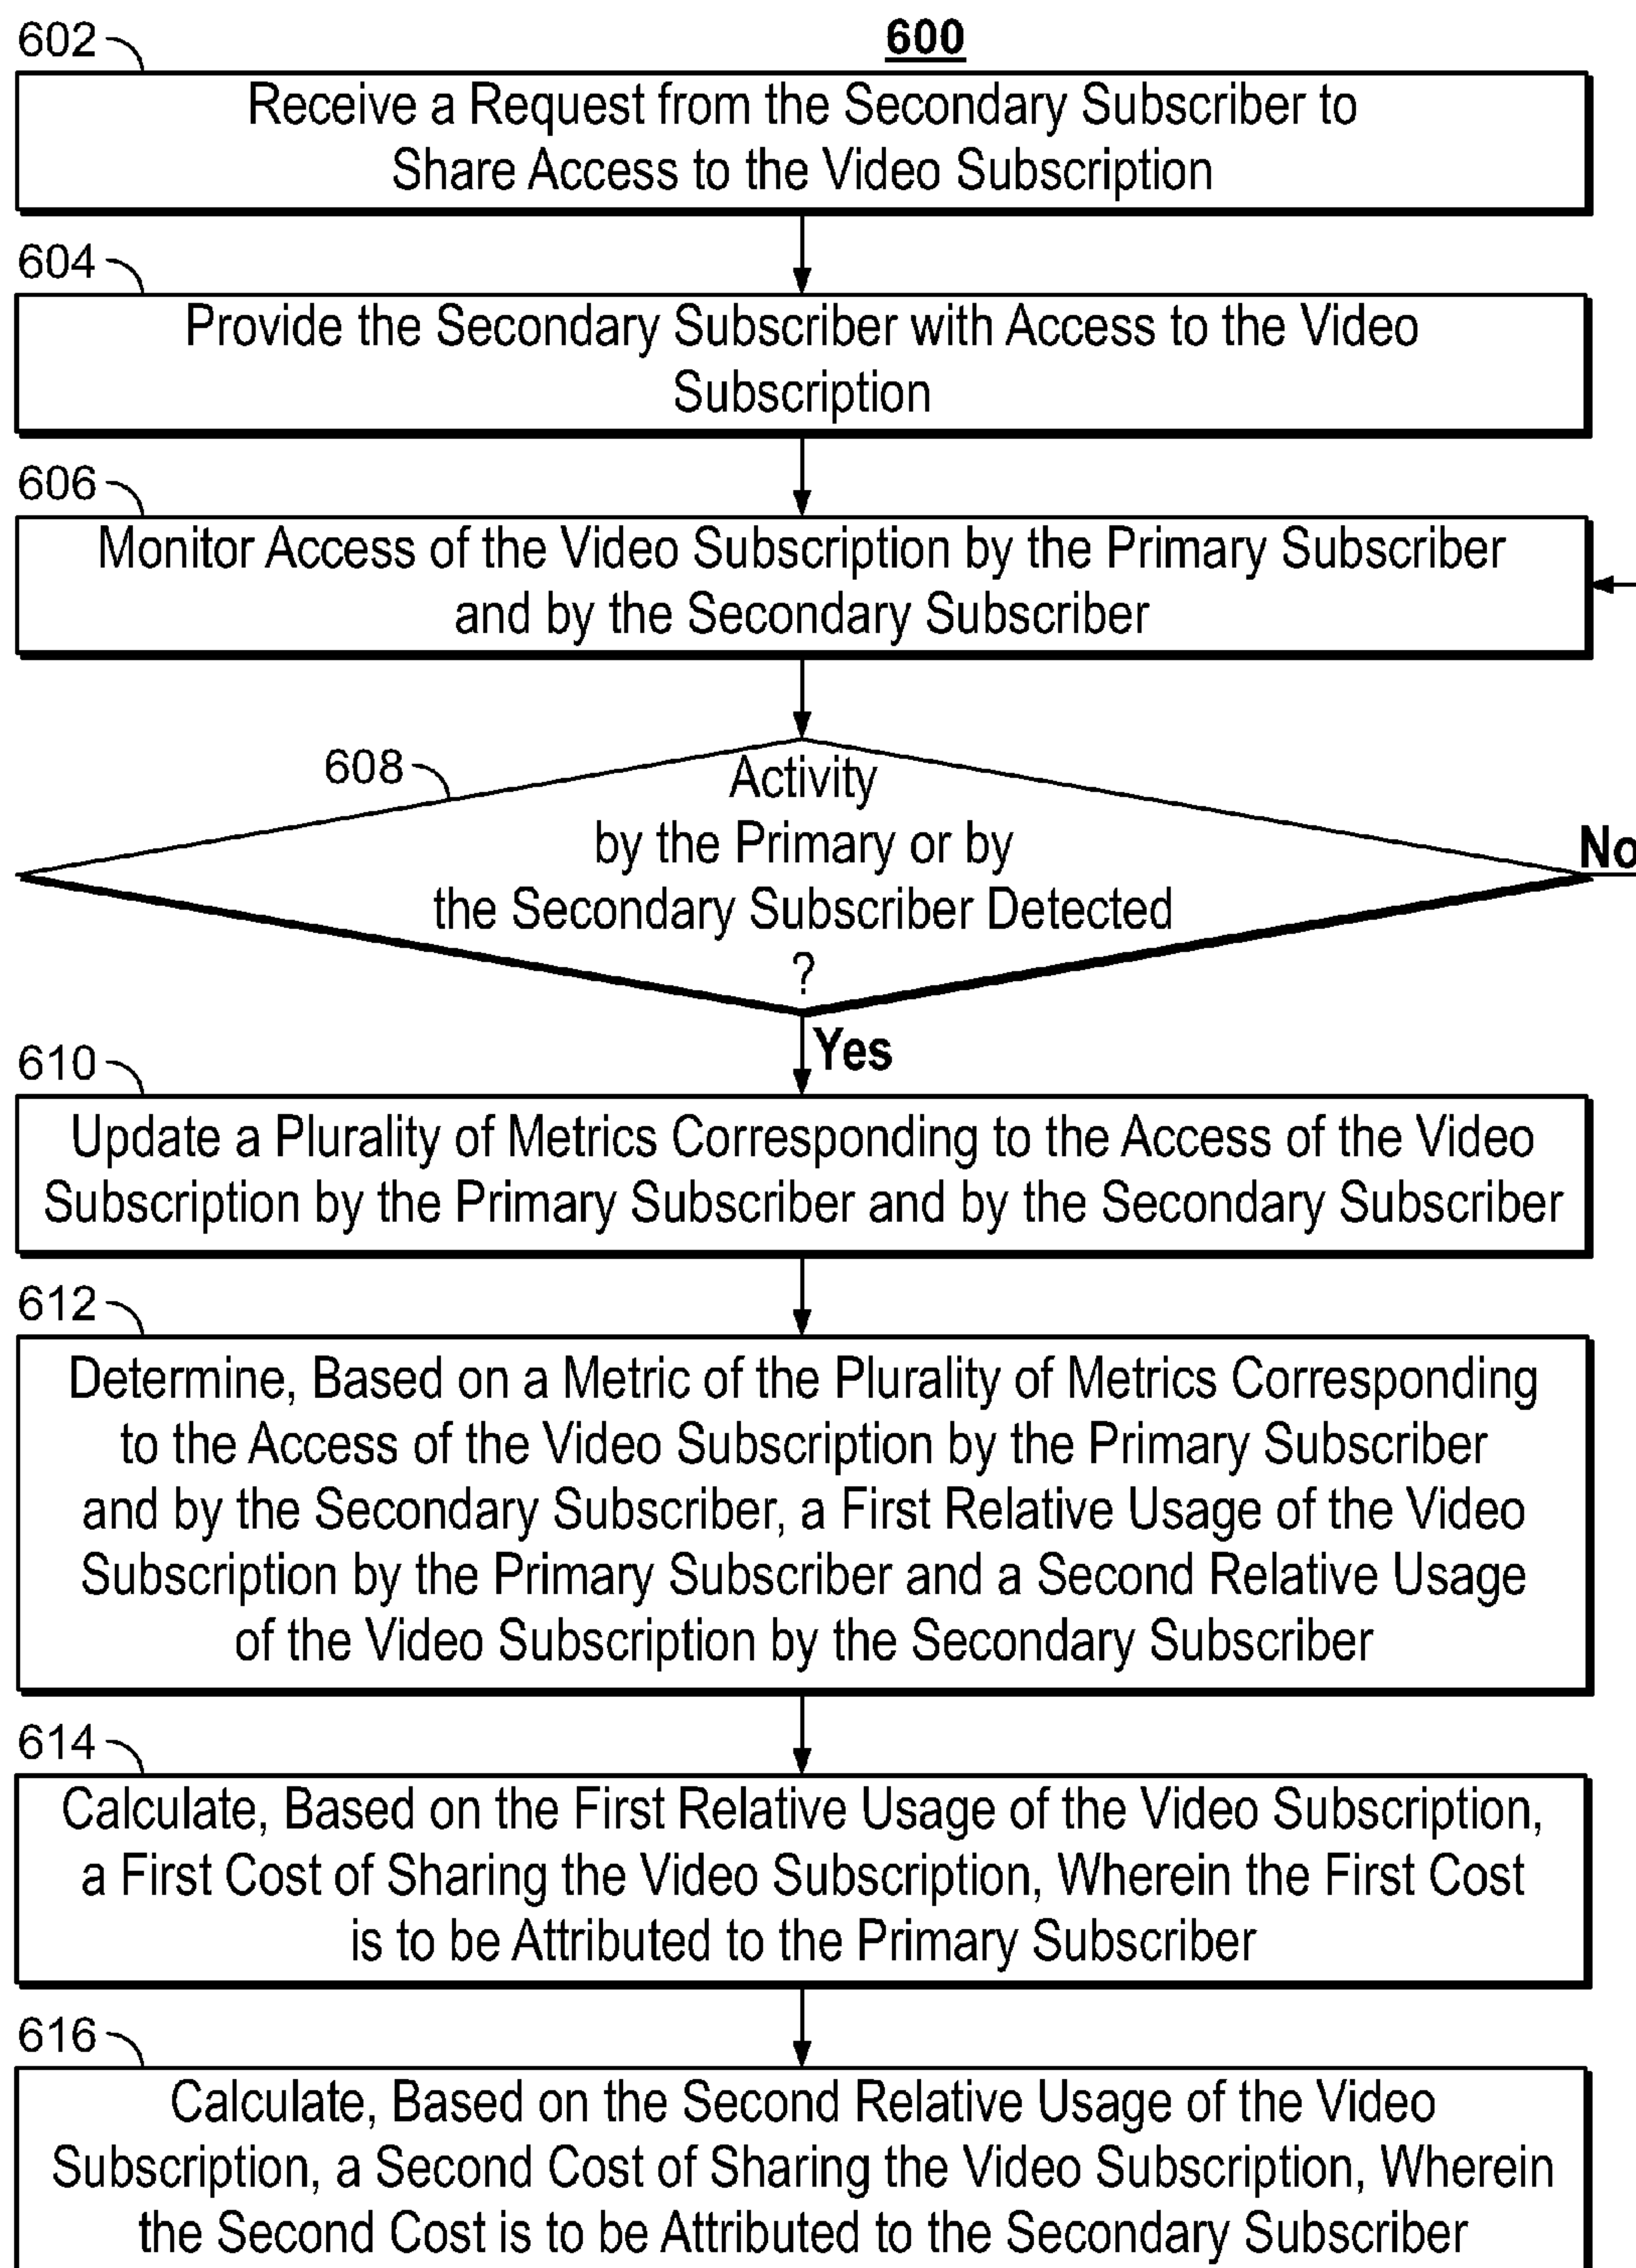 600
602
Receive a Request from the Secondary Subscriber to
Share Access to the Video Subscription
604
Provide the Secondary Subscriber with Access to the Video
Subscription
606
Monitor Access of the Video Subscription by the Primary Subscriber
and by the Secondary Subscriber
608
Activity
by the Primary or by
the Secondary Subscriber Detected
?
No
Yes
610
Update a Plurality of Metrics Corresponding to the Access of the Video
Subscription by the Primary Subscriber and by the Secondary Subscriber
612
Determine, Based on a Metric of the Plurality of Metrics Corresponding
to the Access of the Video Subscription by the Primary Subscriber
and by the Secondary Subscriber, a First Relative Usage of the Video
Subscription by the Primary Subscriber and a Second Relative Usage
of the Video Subscription by the Secondary Subscriber
614
Calculate, Based on the First Relative Usage of the Video Subscription,
a First Cost of Sharing the Video Subscription, Wherein the First Cost
is to be Attributed to the Primary Subscriber
616
Calculate, Based on the Second Relative Usage of the Video
Subscription, a Second Cost of Sharing the Video Subscription, Wherein
the Second Cost is to be Attributed to the Secondary Subscriber